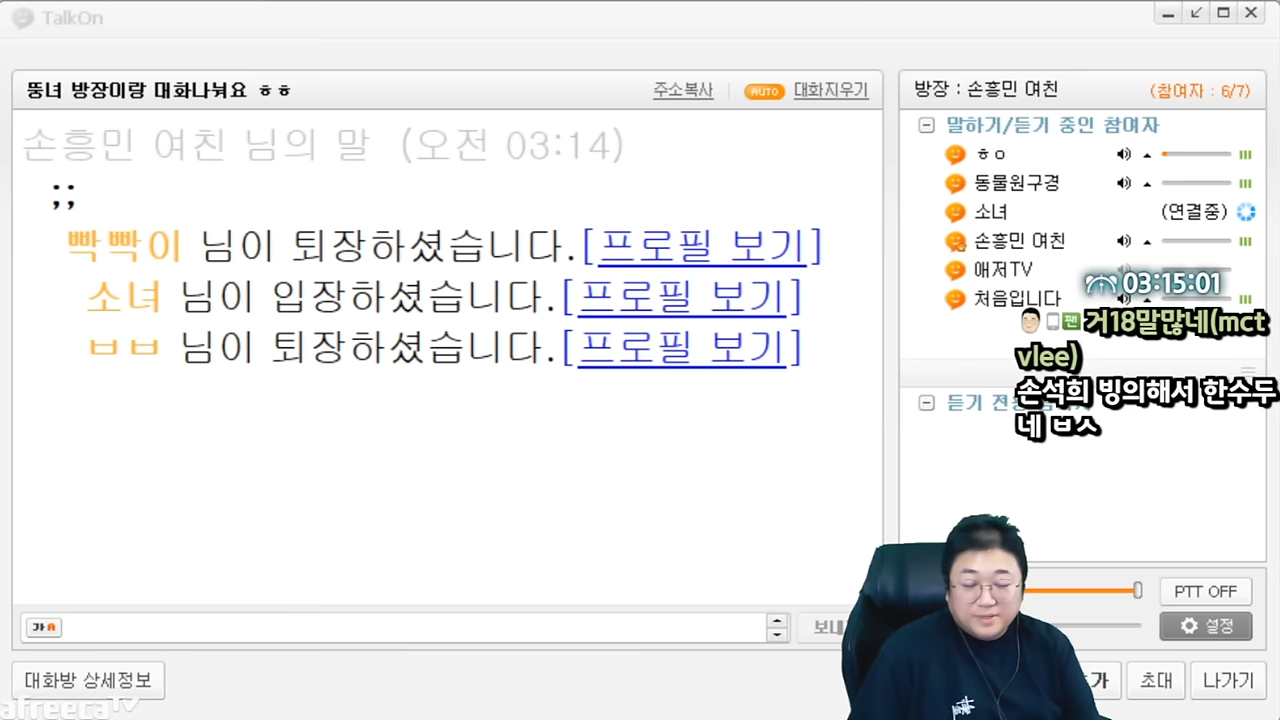 TalkOn
뚱녀 방장이랑 대화나눠요 ㅎㅎ
주소복사
AUTO
대화지우기
손흥민 여친 님의 말 (오전 03:14)
;;
빡빡이 님이 퇴장하셨습니다.[프로필 보기]
소녀 님이 입장하셨습니다.[프로필 보기]
ㅂㅂ 님이 퇴장하셨습니다.[프로필 보기]
방장 : 손흥민 여친
(참여자 : 6/7)
말하기/듣기 중인 참여자
ㅎㅇ
동물원구경
소녀
(연결중)
손흥민 여친
애저TV
03:15:01
처음입니다
팬
거18말많네(mct
vlee)
손석희 빙의해서 한수두
네 ㅂㅅ
듣기
PTT OFF
설정
가
대화방 상세정보
초대
나가기
afreecaTV